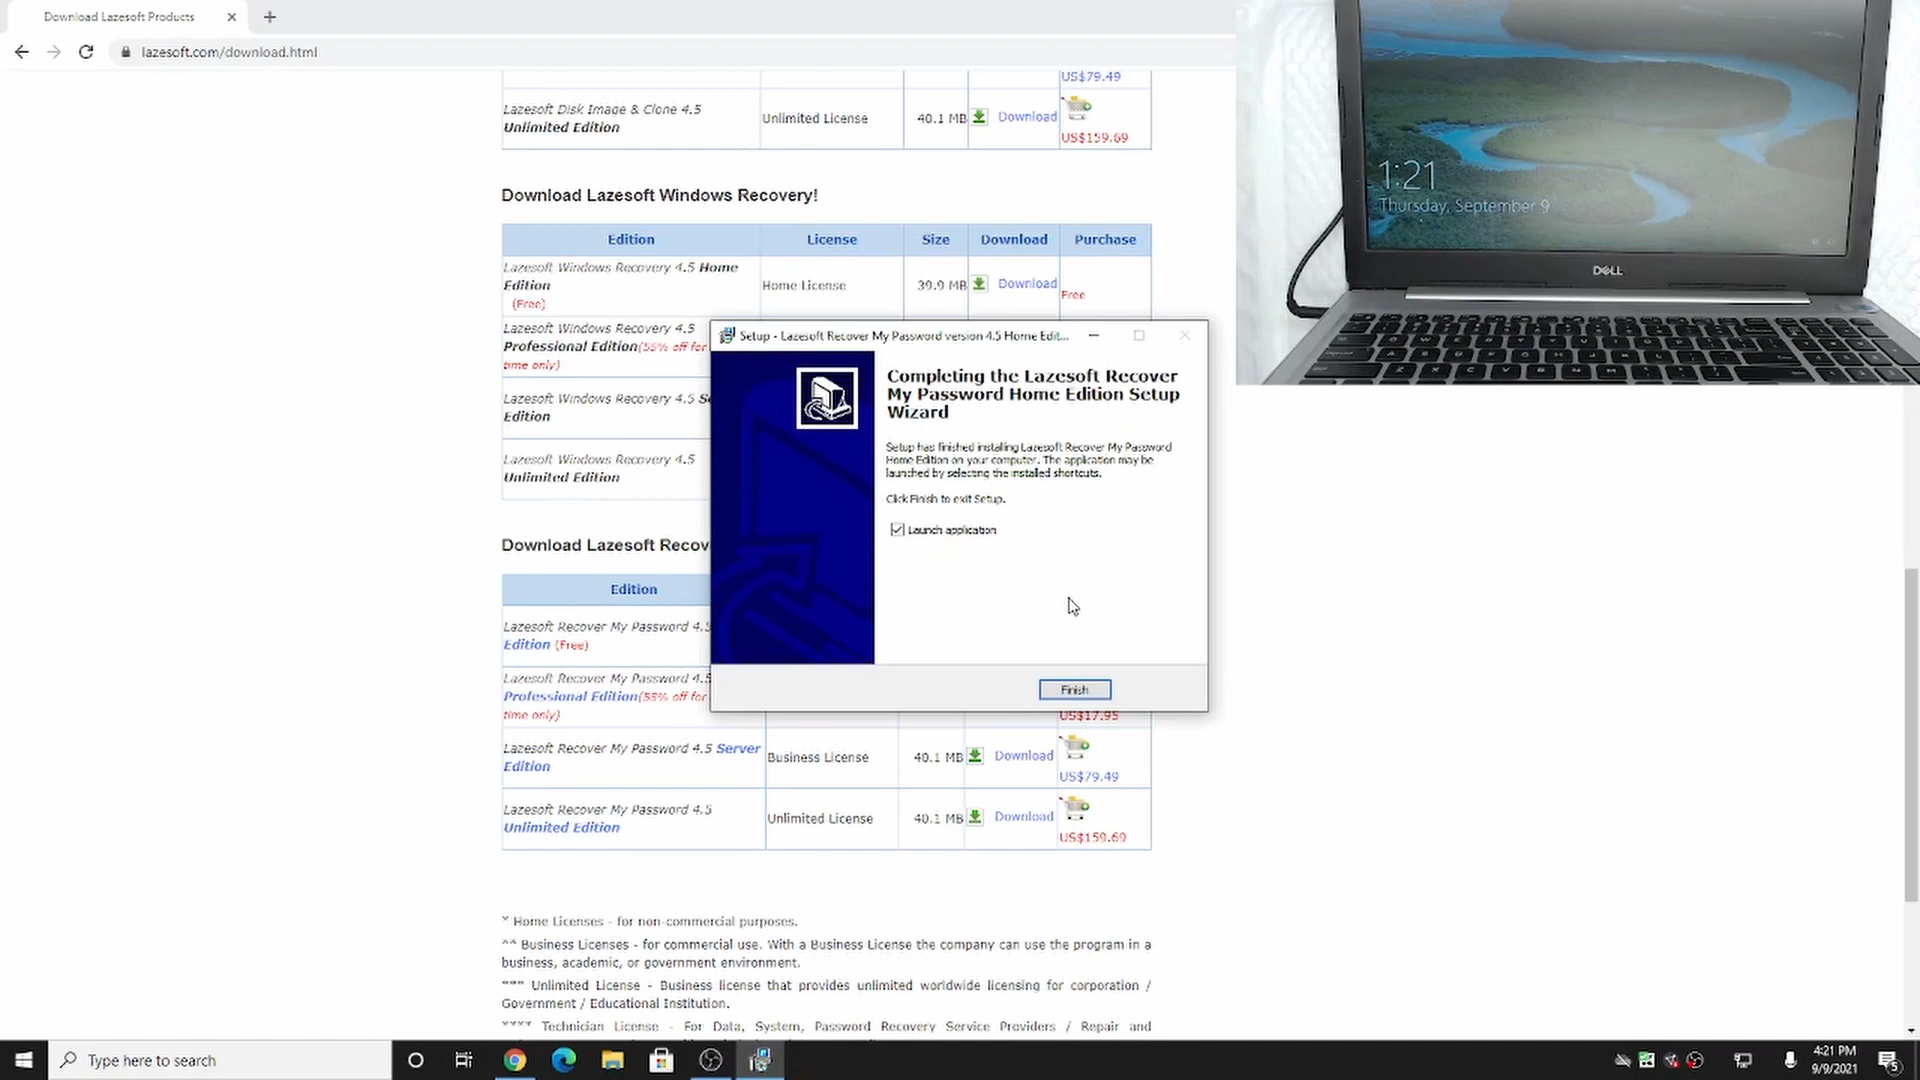 Download Lazesoft Products
lazesoft.com/download.html
US$79.49
Lazesoft Disk Image & Clone 4.5
Unlimited Edition
Unlimited License
40.1 MB
Download
US$159.69
Download Lazesoft Windows Recovery!
Edition
License
Size
Download
Purchase
Lazesoft Windows Recovery 4.5 Home
Edition
(Free)
Home License
39.9 MB
Download
Free
Lazesoft Windows Recovery 4.5
Professional Edition(55% off for
time only)
Lazesoft Windows Recovery 4.5 Se
Edition
Lazesoft Windows Recovery 4.5
Unlimited Edition
Download Lazesoft Recov
Edition
Lazesoft Recover My Password 4.5
Edition (Free)
Lazesoft Recover My Password 4.5
Professional Edition(55% off for
time only)
US$17.95
Lazesoft Recover My Password 4.5 Server
Edition
Business License
40.1 MB
Download
US$79.49
Lazesoft Recover My Password 4.5
Unlimited Edition
Unlimited License
40.1 MB
Download
US$159.69
* Home Licenses - for non-commercial purposes.
** Business Licenses - for commercial use. With a Business License the company can use the program in a
business, academic, or government environment.
*** Unlimited License - Business license that provides unlimited worldwide licensing for corporation /
Government / Educational Institution.
**** Technician License - For Data, System, Password Recovery Service Providers / Repair and
Setup - Lazesoft Recover My Password version 4.5 Home Edit...
Completing the Lazesoft Recover
My Password Home Edition Setup
Wizard
Setup has finished installing Lazesoft Recover My Password
Home Edition on your computer. The application may be
launched by selecting the installed shortcuts.
Click Finish to exit Setup.
Launch application
Finish
1:21
Thursday, September 9
DELL
Type here to search
4:21 PM
9/9/2021
5